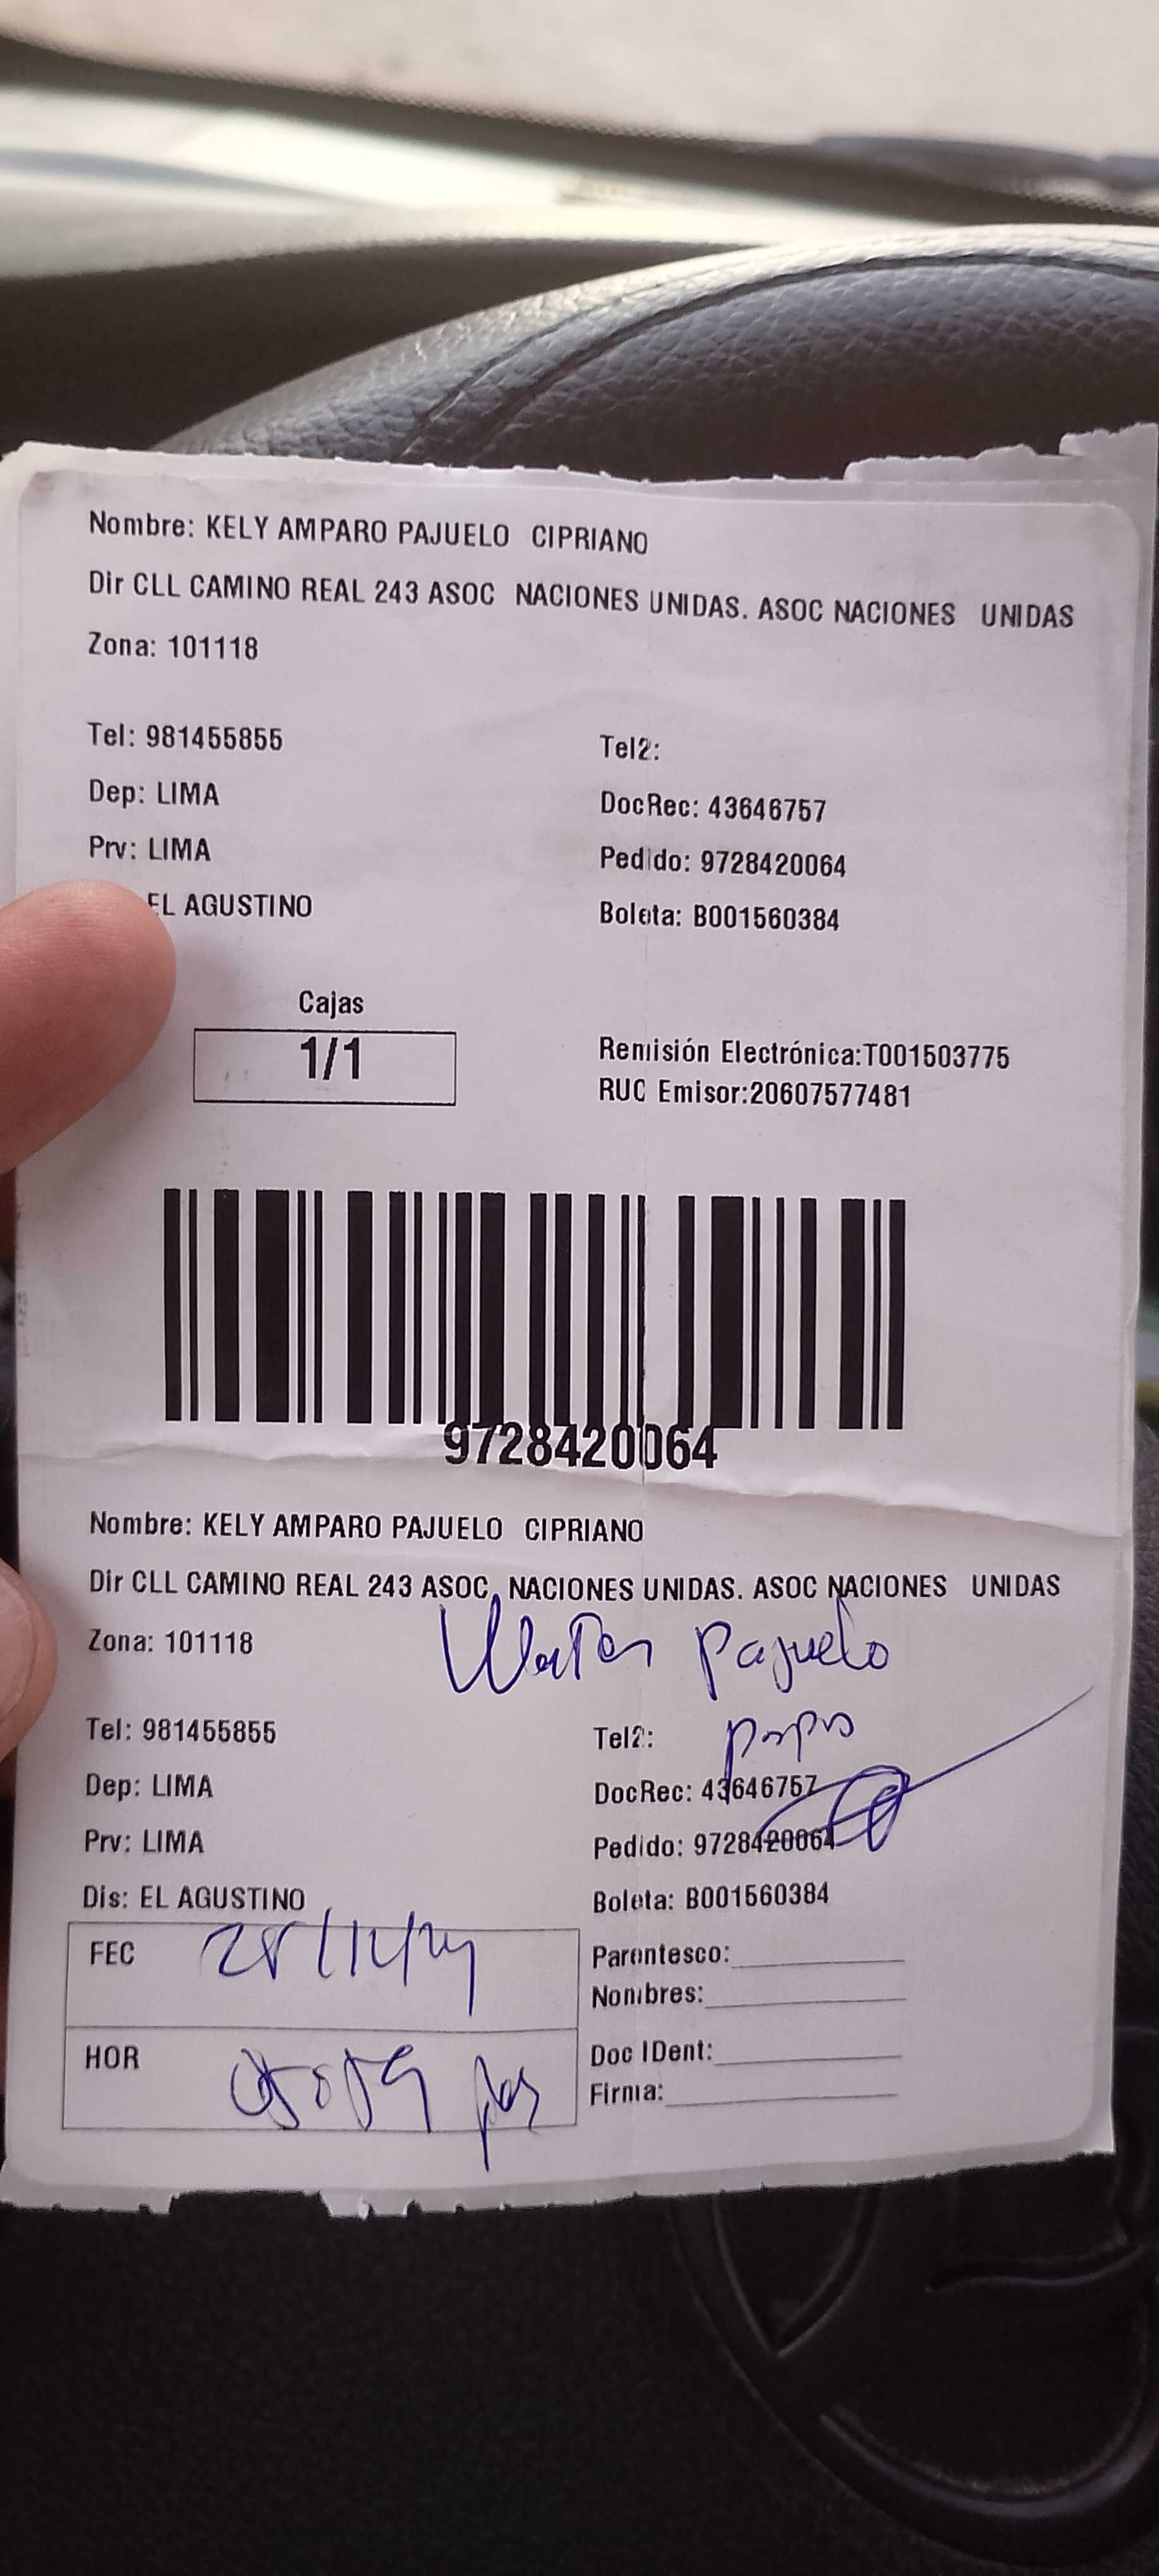 Nombre: KELY AMPARO PAJUELO CIPRIANO
Dir CLL CAMINO REAL 243 ASOC NACIONES UNIDAS. ASOC NACIONES UNIDAS
Zona: 101118
Tel: 981455855 Tel2:
Dep: LIMA DocRec: 43646757
Prv: LIMA Pedido: 9728420064
EL AGUSTINO Boleta: B001560384
Cajas
1/1
Remisión Electrónica:T001503775
RUC Emisor:20607577481
9728420064
Nombre: KELY AMPARO PAJUELO CIPRIANO
Dir CLL CAMINO REAL 243 ASOC NACIONES UNIDAS. ASOC NACIONES UNIDAS
Pajuelo
Zona: 101118
Tel: 981455855 Tel2:
Dep: LIMA DocRec: 43646757
Prv: LIMA Pedido: 9728420064
Dis: EL AGUSTINO Boleta: B001560384
FEC
Parentesco:
Nombres:
HOR
Doc IDent:
Firma: